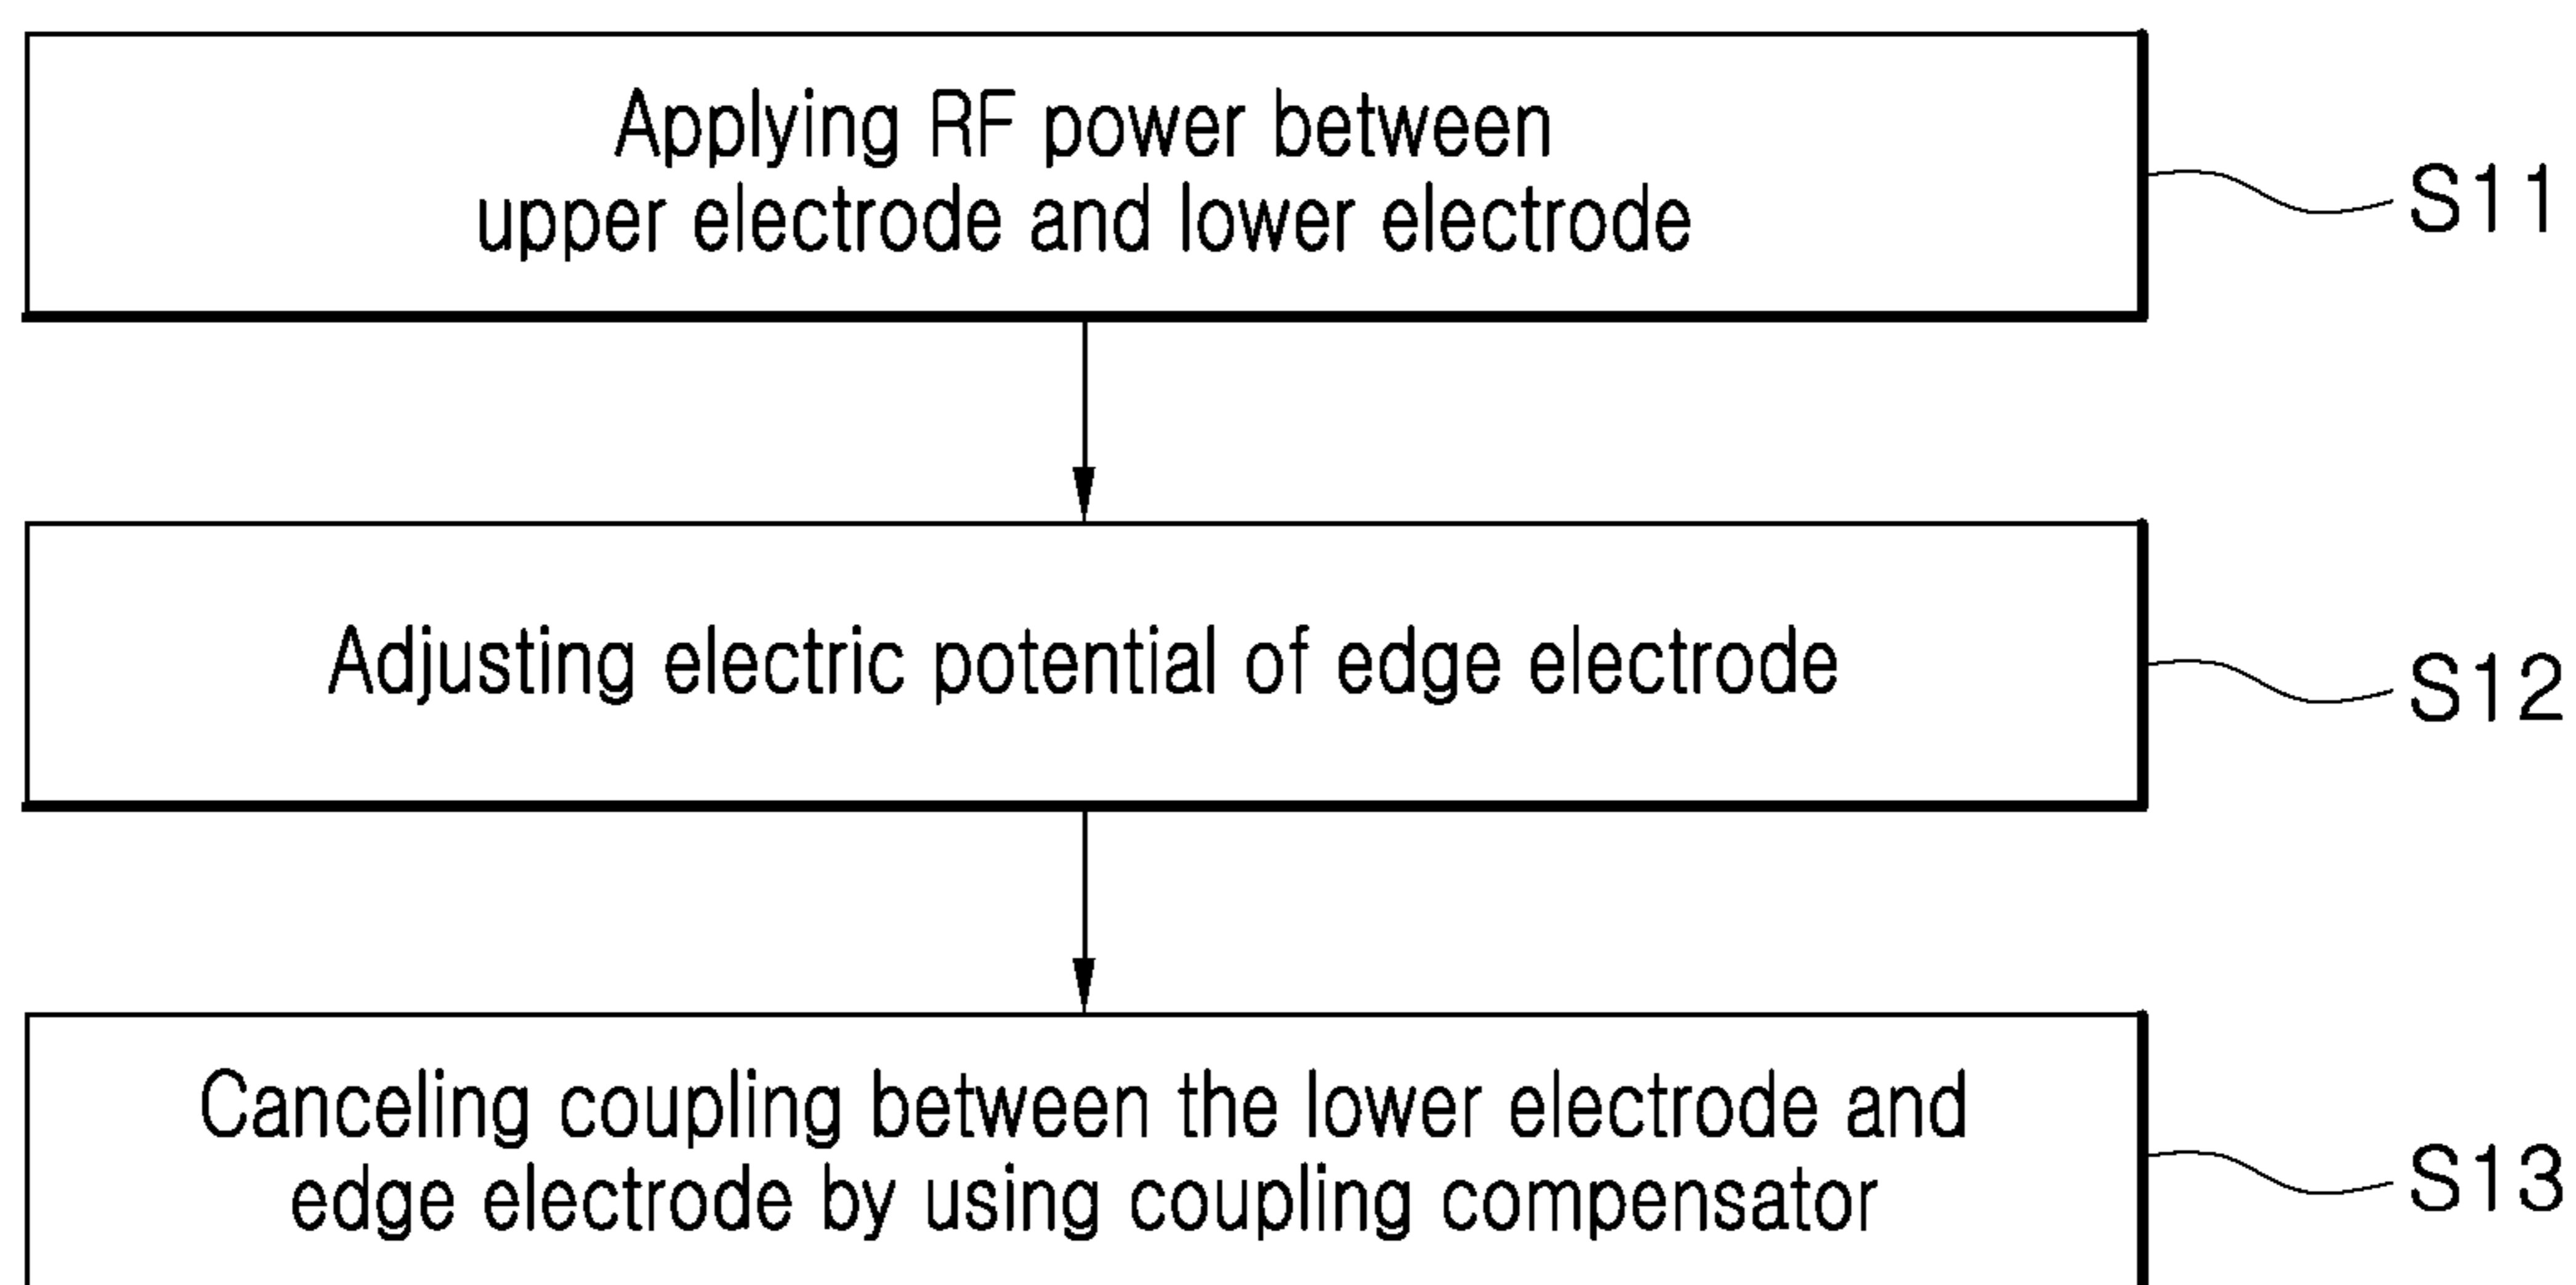 Applying RF power between
upper electrode and lower electrode
S11
Adjusting electric potential of edge electrode
S12
Canceling coupling between the lower electrode and
edge electrode by using coupling compensator
S13